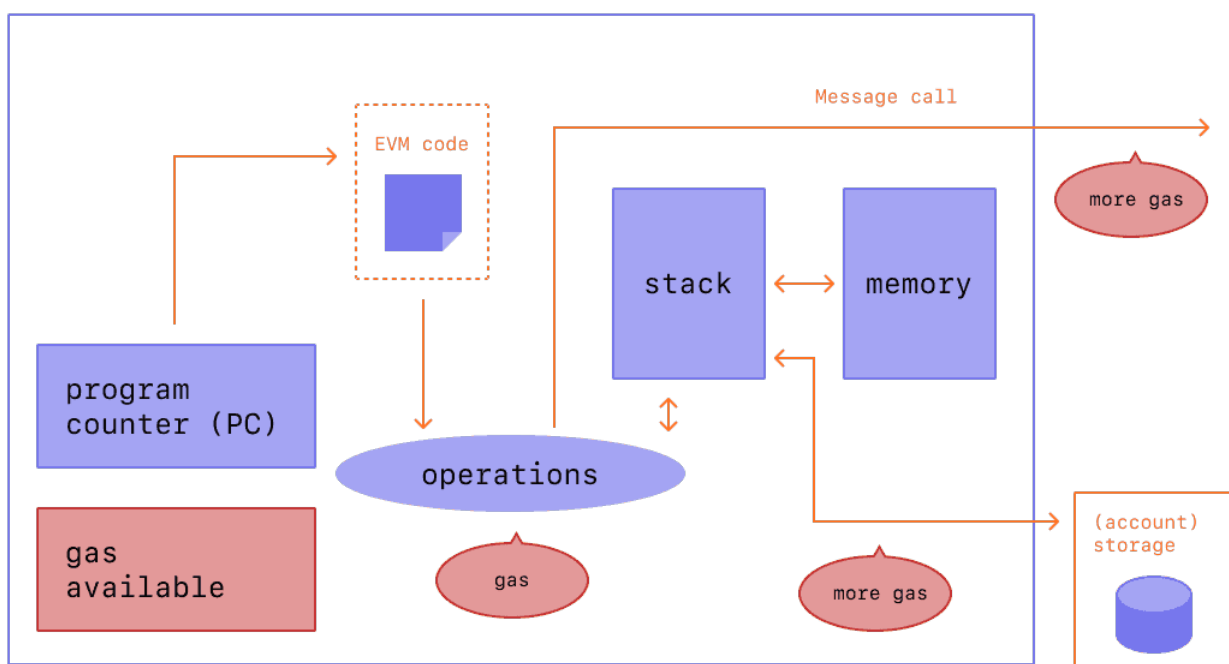 Message call
EVM code
more gas
stack
memory
program
counter (PC)
operations
gas
available
gas
more gas
(account)
storage